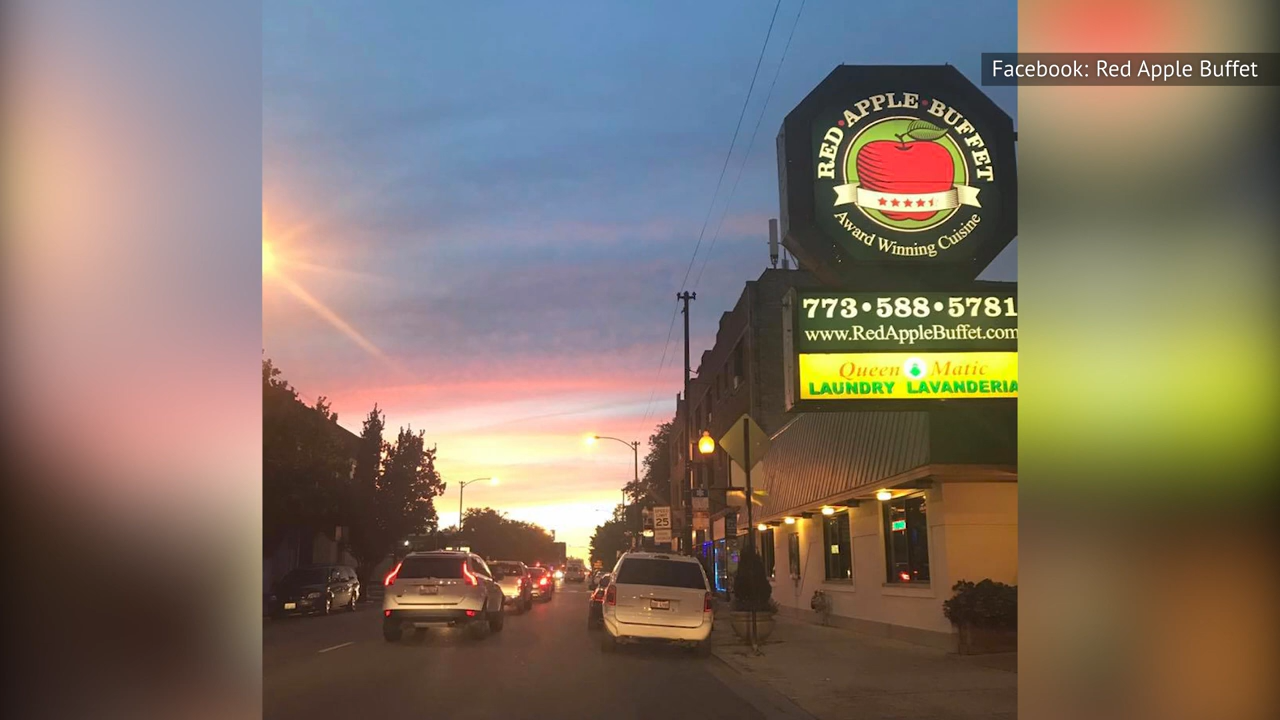 Facebook: Red Apple Buffet
RED • APPLE • BUFFET
Award Winning Cuisine
773•588•5781
www.RedAppleBuffet.com
Queen Matic
LAUNDRY LAVANDERIA
25